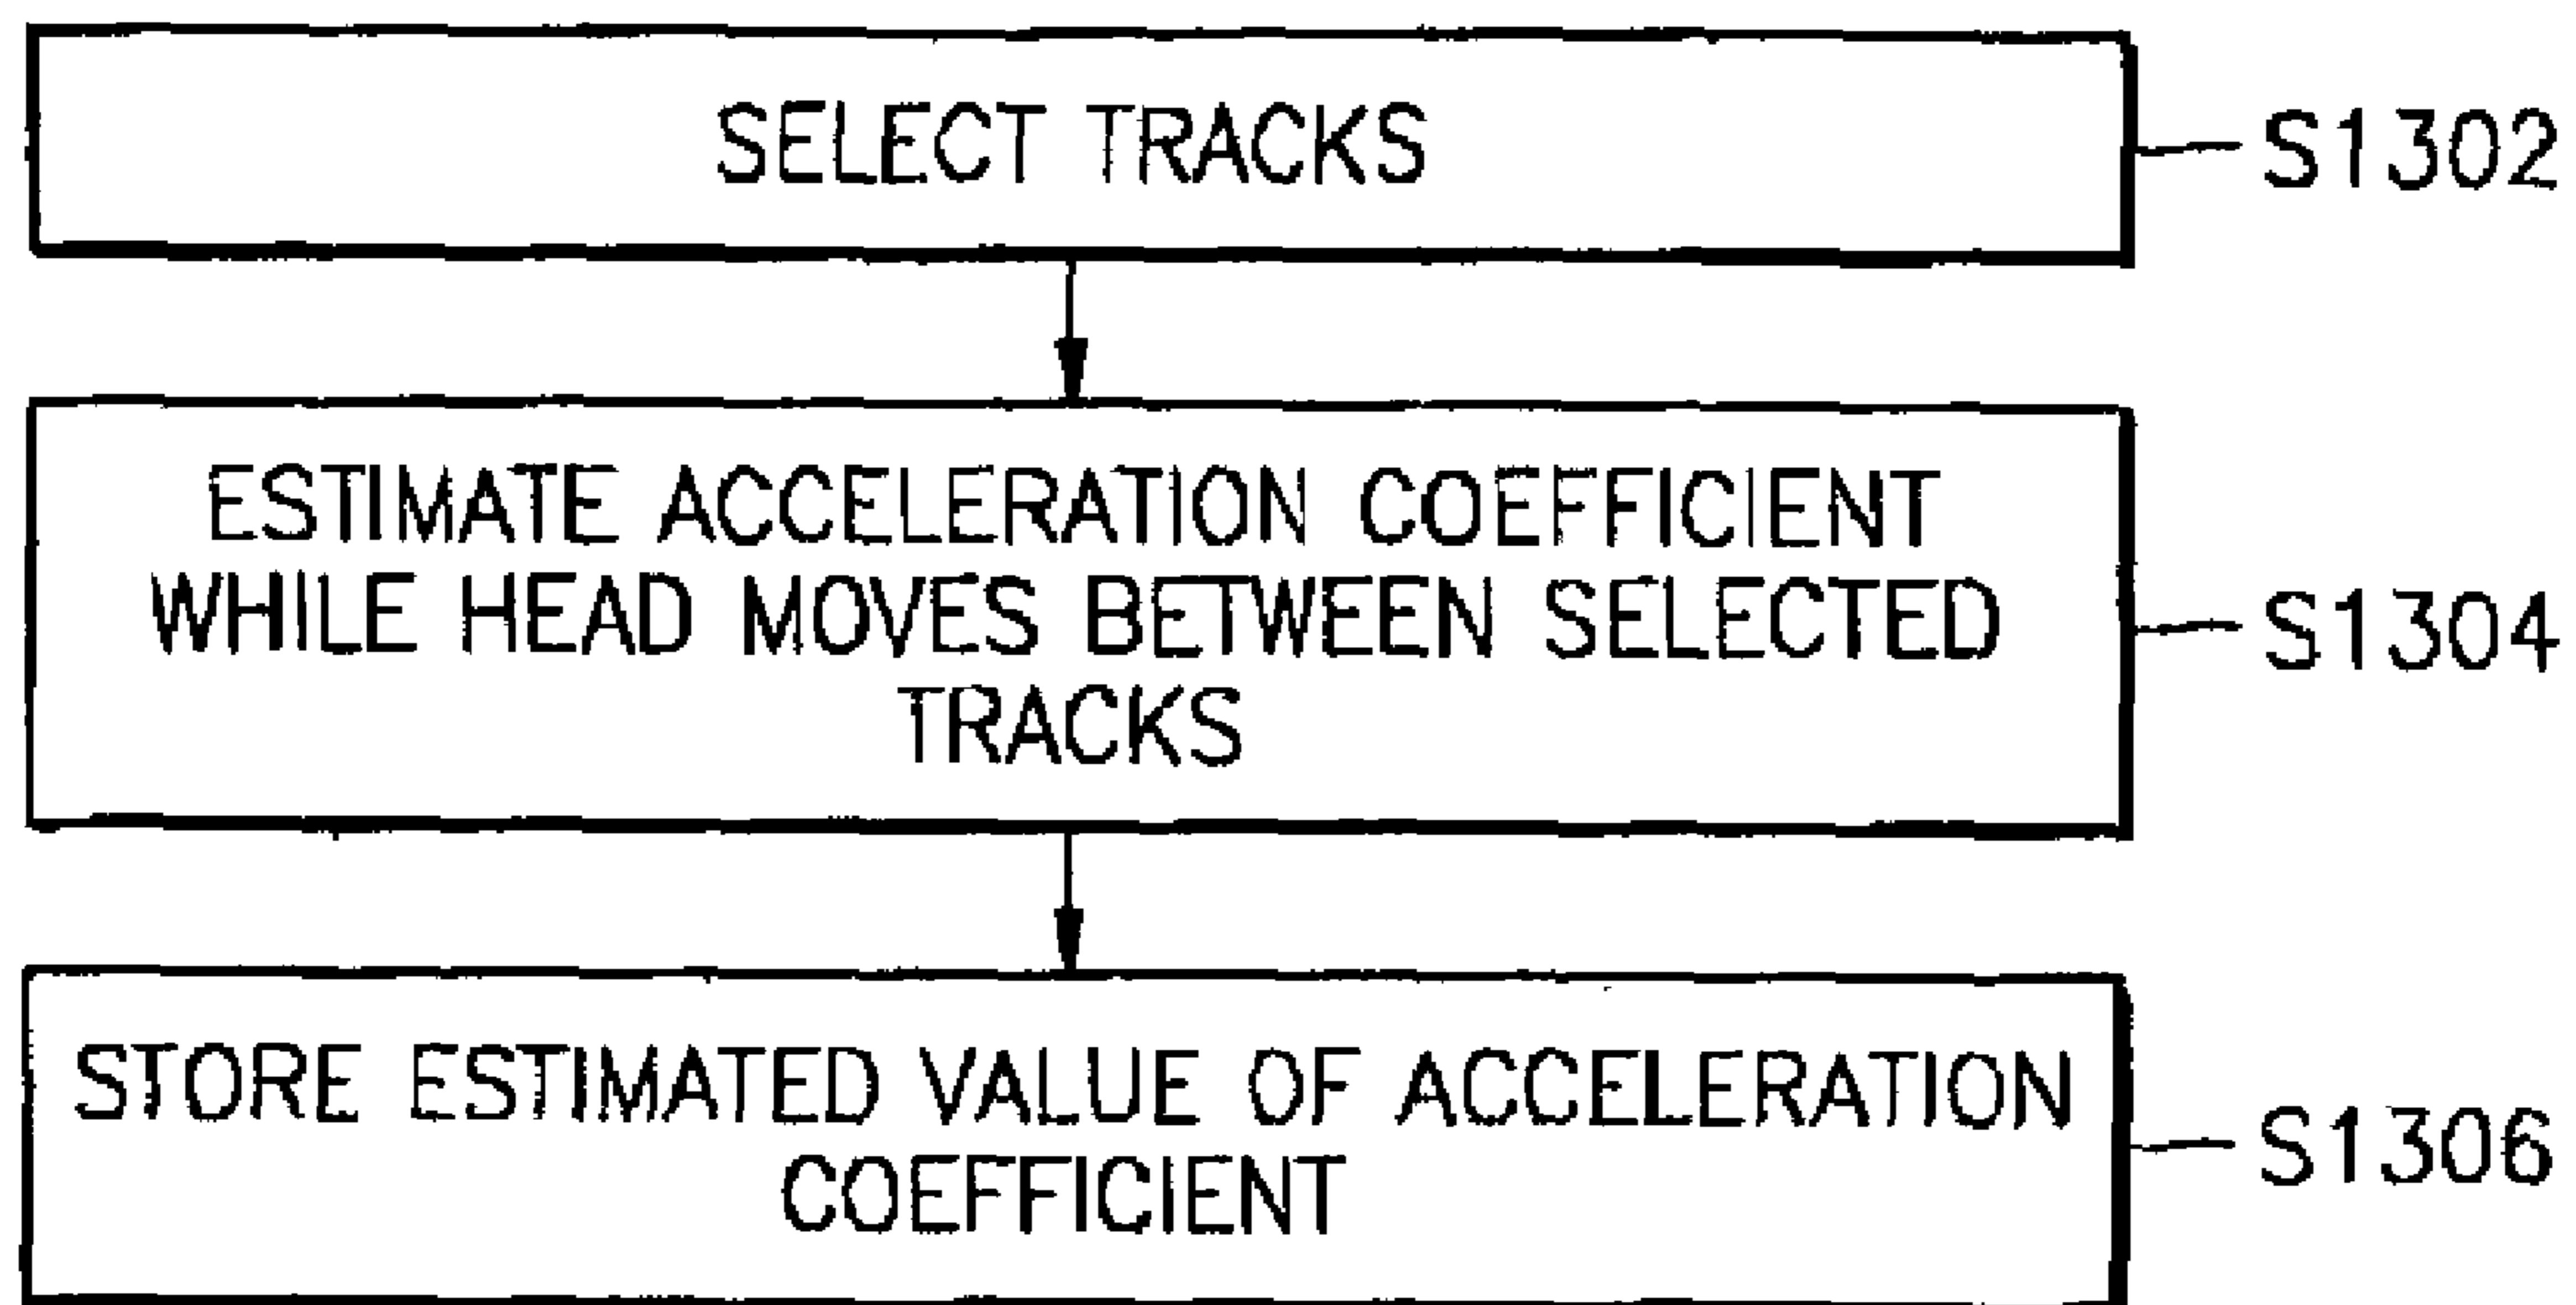 SELECT TRACKS
S1302
ESTIMATE ACCELERATION COEFFICIENT
WHILE HEAD MOVES BETWEEN SELECTED
TRACKS
S1304
STORE ESTIMATED VALUE OF ACCELERATION
COEFFICIENT
S1306